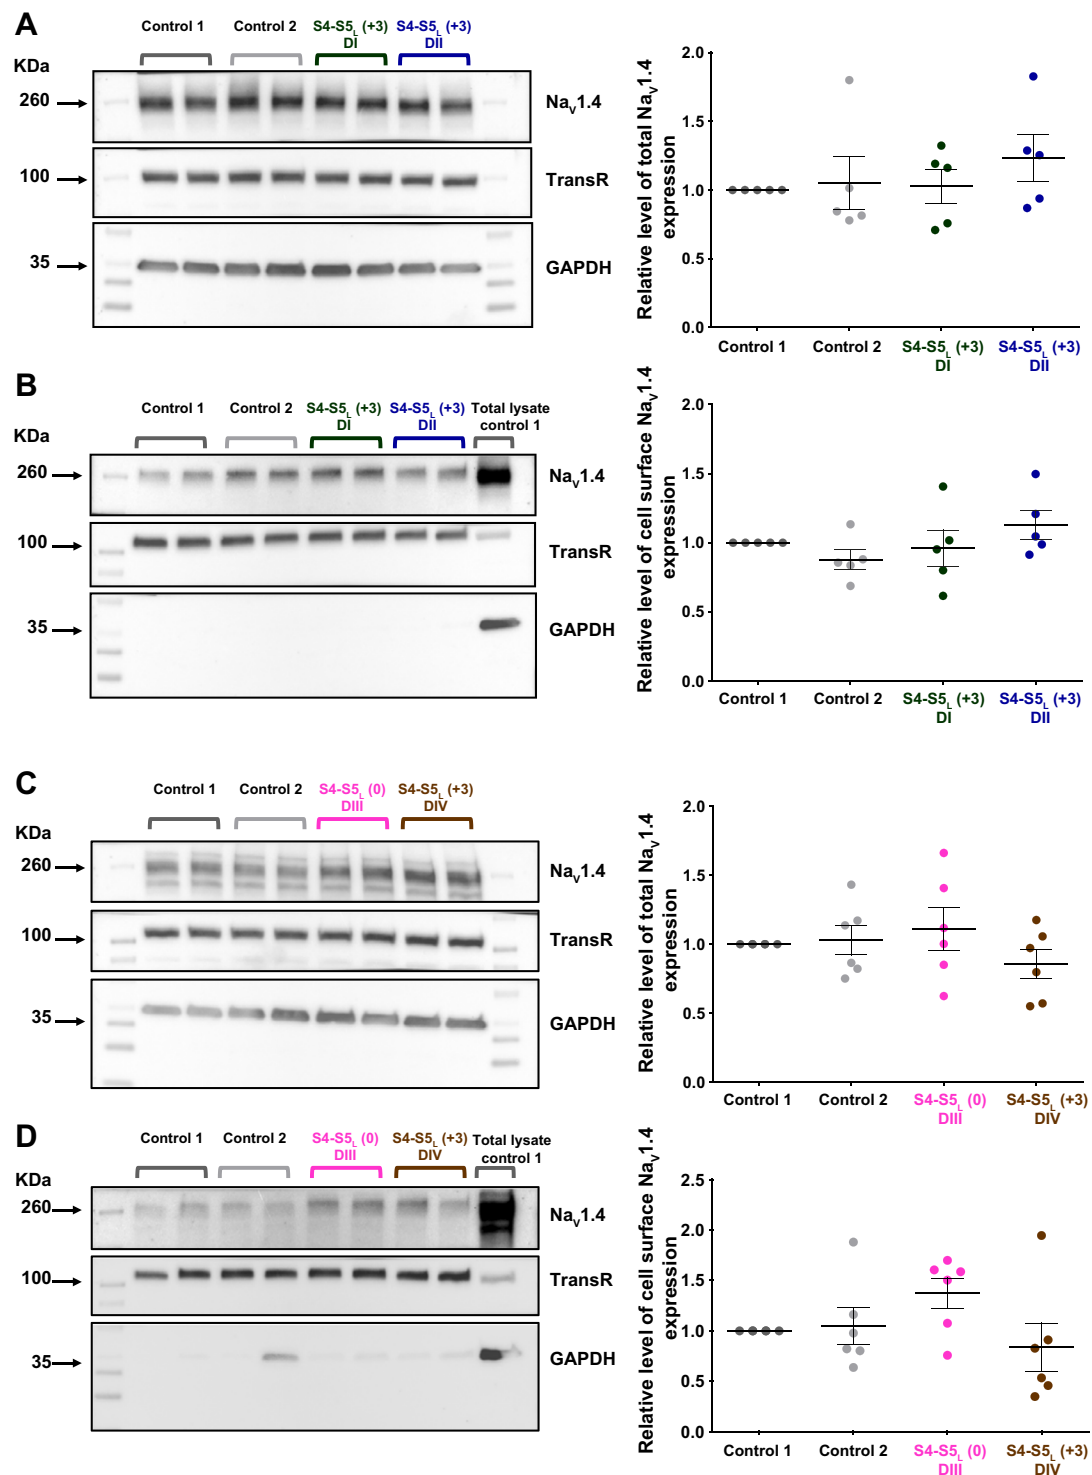 A
Control 1 Control 2 S4-S5L (+3) DI S4-S5L (+3) DII
KDa
260
NaV1.4
100
TransR
35
GAPDH
Relative level of total NaV1.4
expression
2.0
1.5
1.0
0.5
0.0
Control 1 Control 2 S4-S5L (+3) DI S4-S5L (+3) DII
B
Control 1 Control 2 S4-S5L (+3) DI S4-S5L (+3) DII Total lysate control 1
KDa
260
NaV1.4
100
TransR
35
GAPDH
Relative level of cell surface NaV1.4
expression
2.0
1.5
1.0
0.5
0.0
Control 1 Control 2 S4-S5L (+3) DI S4-S5L (+3) DII
C
Control 1 Control 2 S4-S5L (0) DIII S4-S5L (+3) DIV
KDa
260
NaV1.4
100
TransR
35
GAPDH
Relative level of total NaV1.4
expression
2.0
1.5
1.0
0.5
0.0
Control 1 Control 2 S4-S5L (0) DIII S4-S5L (+3) DIV
D
Control 1 Control 2 S4-S5L (0) DIII S4-S5L (+3) DIV Total lysate control 1
KDa
260
NaV1.4
100
TransR
35
GAPDH
Relative level of cell surface NaV1.4
expression
2.5
2.0
1.5
1.0
0.5
0.0
Control 1 Control 2 S4-S5L (0) DIII S4-S5L (+3) DIV